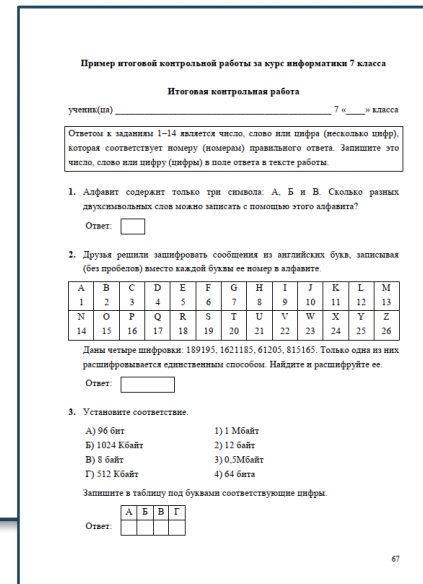 Пример итоговой контрольной работы за курс информатики 7 класса
Итоговая контрольная работа
ученик(ца) ______________________________ 7 «____» класса
Ответом к заданиям 1–14 является число, слово или цифра (несколько цифр),
которая соответствует номеру (номерам) правильного ответа. Запишите это
число, слово или цифру (цифры) в поле ответа в тексте работы.
1. Алфавит содержит только три символа: А, Б и В. Сколько разных
двухсимвольных слов можно записать с помощью этого алфавита?
Ответ:
2. Друзья решили зашифровать сообщения из английских букв, записывая
(без пробелов) вместо каждой буквы ее номер в алфавите.
A B C D E F G H I J K L M
1 2 3 4 5 6 7 8 9 10 11 12 13
N O P Q R S T U V W X Y Z
14 15 16 17 18 19 20 21 22 23 24 25 26
Даны четыре шифровки: 189195, 1621185, 61205, 815165. Только одна из них
расшифровывается единственным способом. Найдите и расшифруйте ее.
Ответ:
3. Установите соответствие.
А) 96 бит 1) 1 Мбайт
Б) 1024 Кбайт 2) 12 байт
В) 8 байт 3) 0,5Мбайт
Г) 512 Кбайт 4) 64 бита
Запишите в таблицу под буквами соответствующие цифры.
А Б В Г
Ответ:
67